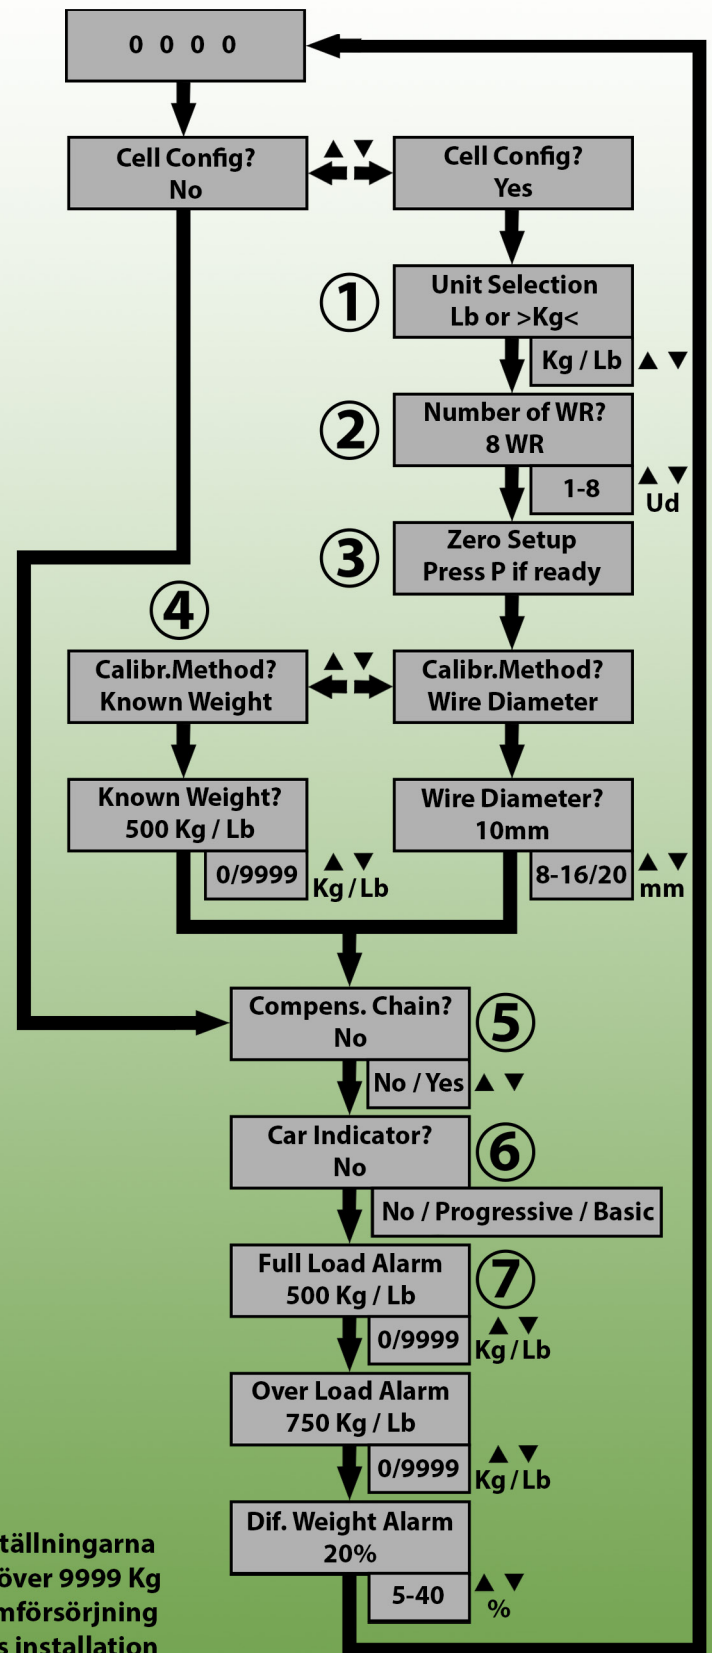 0 0 0 0
Cell Config?
No
▲ ▼
Cell Config?
Yes
1
Unit Selection
Lb or >Kg<
Kg / Lb ▲ ▼
2
Number of WR?
8 WR
1-8 ▲ ▼
Ud
3
Zero Setup
Press P if ready
4
Calibr.Method?
Known Weight
▲ ▼
Calibr.Method?
Wire Diameter
Known Weight?
500 Kg / Lb
0/9999 ▲ ▼
Kg / Lb
Wire Diameter?
10mm
8-16/20 ▲ ▼
mm
Compens. Chain?
No
5
No / Yes ▲ ▼
Car Indicator?
No
6
No / Progressive / Basic
Full Load Alarm
500 Kg / Lb
7
0/9999 ▲ ▼
Kg / Lb
Over Load Alarm
750 Kg / Lb
0/9999 ▲ ▼
Kg / Lb
Dif. Weight Alarm
20%
5-40 ▲ ▼
%
ställningarna
över 9999 Kg
mförsörjning
s installation